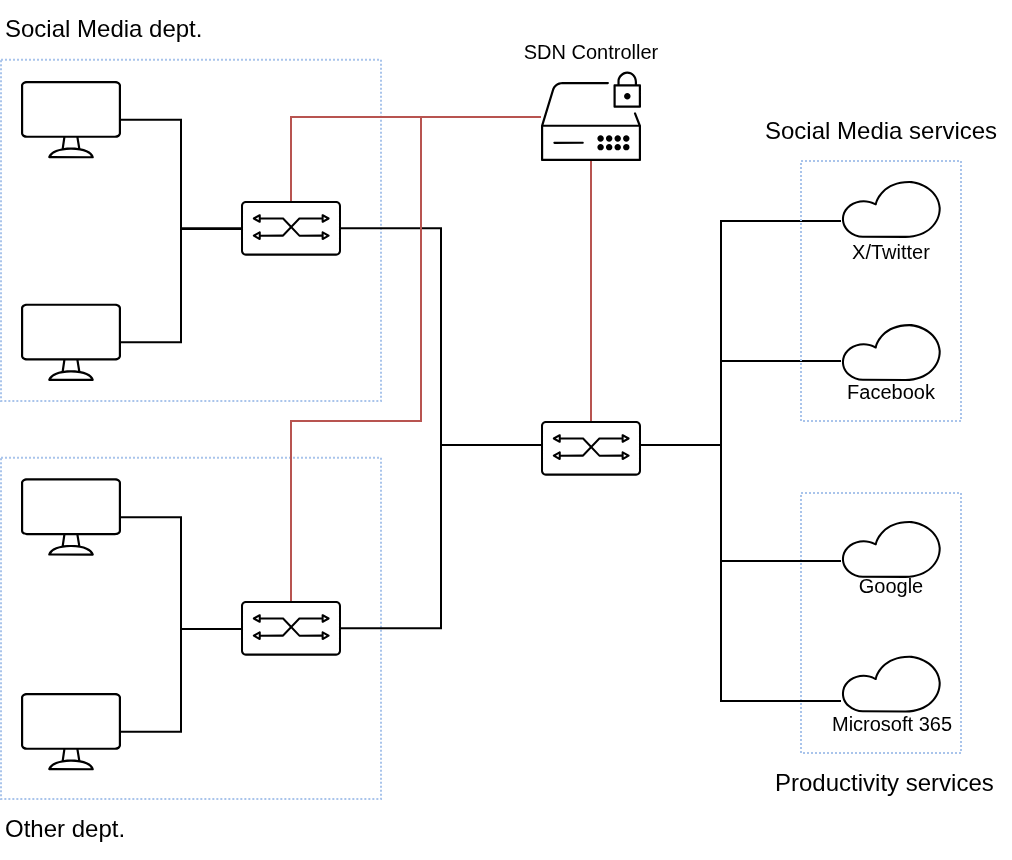 Social Media dept.
SDN Controller
Social Media services
X/Twitter
Facebook
Google
Microsoft 365
Productivity services
Other dept.